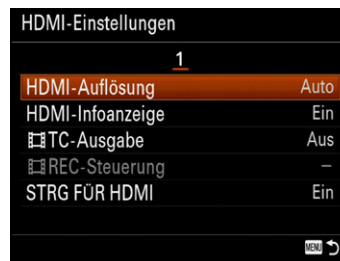 HDMI-Einstellungen
1
HDMI-Auflösung Auto
HDMI-Infoanzeige Ein
TC-Ausgabe Aus
REC-Steuerung –
STRG FÜR HDMI Ein
MENU